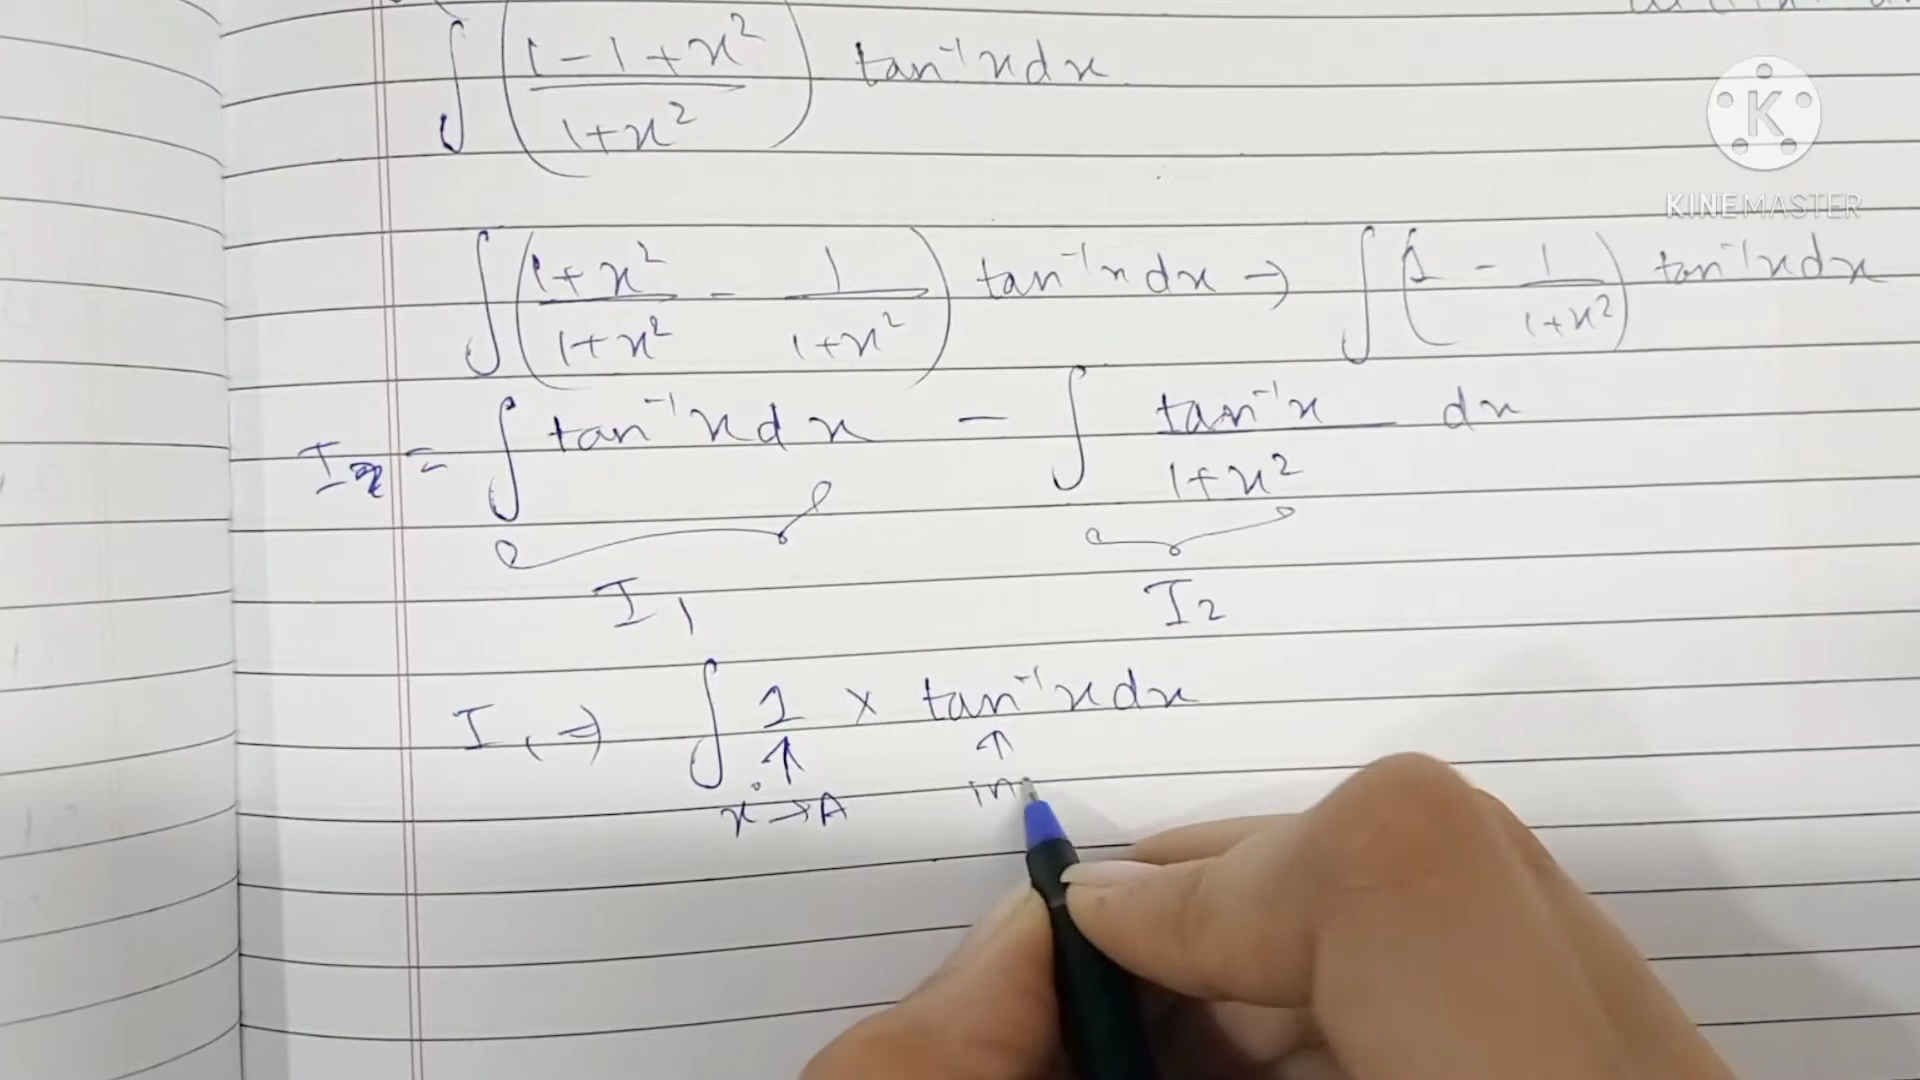 ∫ ( (1-1+x²) / (1+x²) ) tan⁻¹x dx
K
KINEMASTER
∫ ( (1+x²)/(1+x²) - 1/(1+x²) ) tan⁻¹x dx → ∫ ( 1 - 1/(1+x²) ) tan⁻¹x dx
I = ∫ tan⁻¹x dx - ∫ tan⁻¹x/(1+x²) dx
I₁ I₂
I₁ ⇒ ∫ 1 × tan⁻¹x dx
↑ ↑
x°→A in